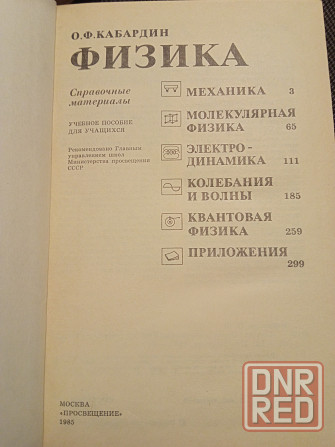 О.Ф.КАБАРДИН
ФИЗИКА
Справочные
материалы
УЧЕБНОЕ ПОСОБИЕ
ДЛЯ УЧАЩИХСЯ
Рекомендовано Главным
управлением школ
Министерства просвещения
СССР
МЕХАНИКА 3
МОЛЕКУЛЯРНАЯ
ФИЗИКА 65
ЭЛЕКТРО-
ДИНАМИКА 111
КОЛЕБАНИЯ
И ВОЛНЫ 185
КВАНТОВАЯ
ФИЗИКА 259
ПРИЛОЖЕНИЯ
299
МОСКВА
«ПРОСВЕЩЕНИЕ»
1985
DNR
RED